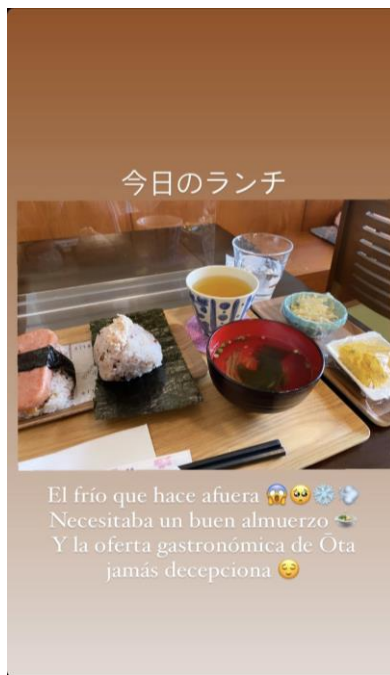 今日のランチ
El frío que hace afuera 😱🥺❄️💨
Necesitaba un buen almuerzo 🍲
Y la oferta gastronómica de Ōta
jamás decepciona 😌